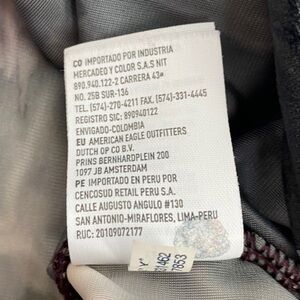 CO IMPORTADO POR INDUSTRIA
MERCADEO Y COLOR S.A.S NIT
890.940.122-2 CARRERA 43ª
NO. 25B SUR-136
TEL. (574)-270-4211 FAX. (574)-331-4445
REGISTRO SIC: 890940122
ENVIGADO-COLOMBIA
EU AMERICAN EAGLE OUTFITTERS
DUTCH OP CO B.V.
PRINS BERNHARDPLEIN 200
1097 JB AMSTERDAM
PE IMPORTADO EN PERU POR
CENCOSUD RETAIL PERU S.A.
CALLE AUGUSTO ANGULO #130
SAN ANTONIO-MIRAFLORES, LIMA-PERU
RUC: 20109072177